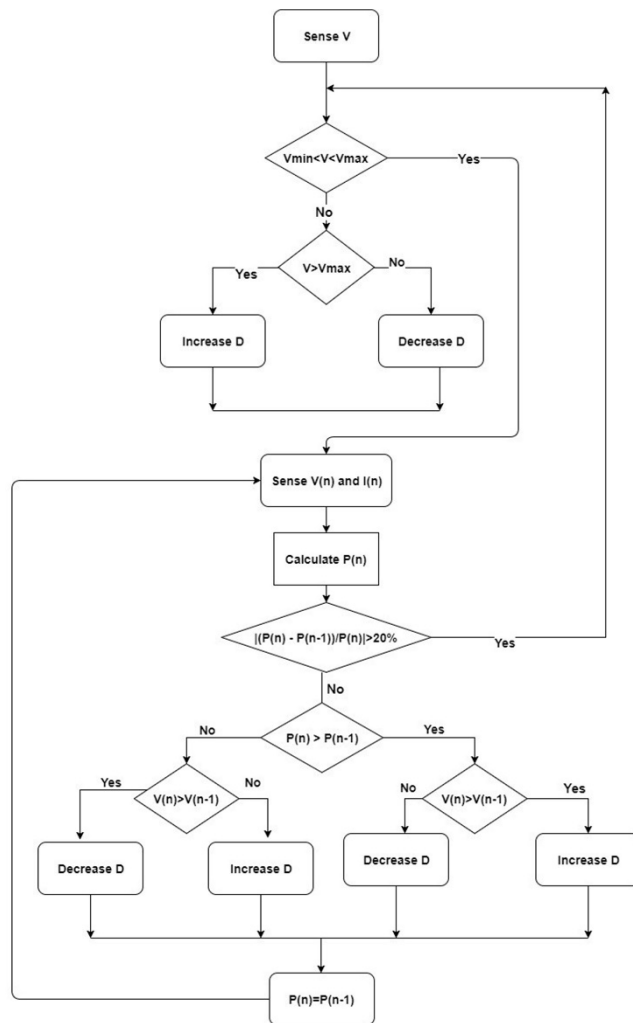 Sense V
Vmin<V<Vmax
Yes
No
V>Vmax
Yes
No
Increase D
Decrease D
Sense V(n) and I(n)
Calculate P(n)
|(P(n) - P(n-1))/P(n)|>20%
Yes
No
P(n) > P(n-1)
No
Yes
V(n)>V(n-1)
Yes
No
V(n)>V(n-1)
No
Yes
Decrease D
Increase D
Decrease D
Increase D
P(n)=P(n-1)